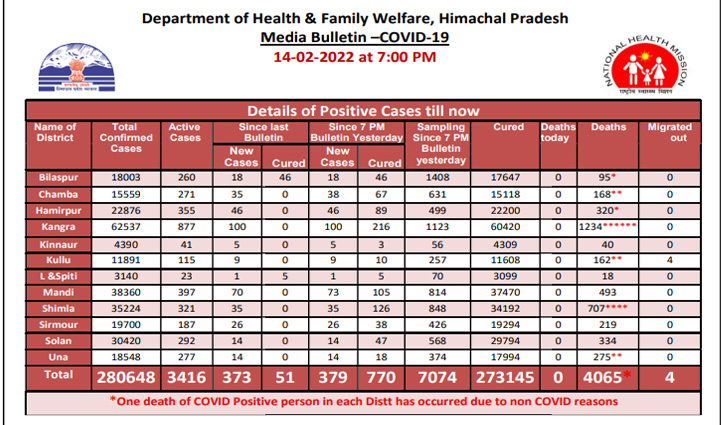 Department of Health & Family Welfare, Himachal Pradesh
Media Bulletin –COVID-19
14-02-2022 at 7:00 PM
NATIONAL HEALTH MISSION
राष्ट्रीय स्वास्थ्य मिशन
Details of Positive Cases till now
Name of District | Total Confirmed Cases | Active Cases | Since last Bulletin | Since 7 PM Bulletin Yesterday | Sampling Since 7 PM Bulletin yesterday | Cured | Deaths today | Deaths | Migrated out
New Cases | Cured | New Cases | Cured
Bilaspur 18003 260 18 46 18 46 1408 17647 0 95* 0
Chamba 15559 271 35 0 38 67 631 15118 0 168** 0
Hamirpur 22876 355 46 0 46 89 499 22200 0 320* 0
Kangra 62537 877 100 0 100 216 1123 60420 0 1234****** 0
Kinnaur 4390 41 5 0 5 3 56 4309 0 40 0
Kullu 11891 115 9 0 9 10 257 11608 0 162** 4
L &Spiti 3140 23 1 5 1 5 70 3099 0 18 0
Mandi 38360 397 70 0 73 105 814 37470 0 493 0
Shimla 35224 321 35 0 35 126 848 34192 0 707**** 0
Sirmour 19700 187 26 0 26 38 426 19294 0 219 0
Solan 30420 292 14 0 14 47 568 29794 0 334 0
Una 18548 277 14 0 14 18 374 17994 0 275** 0
Total 280648 3416 373 51 379 770 7074 273145 0 4065* 4
*One death of COVID Positive person in each Distt has occurred due to non COVID reasons